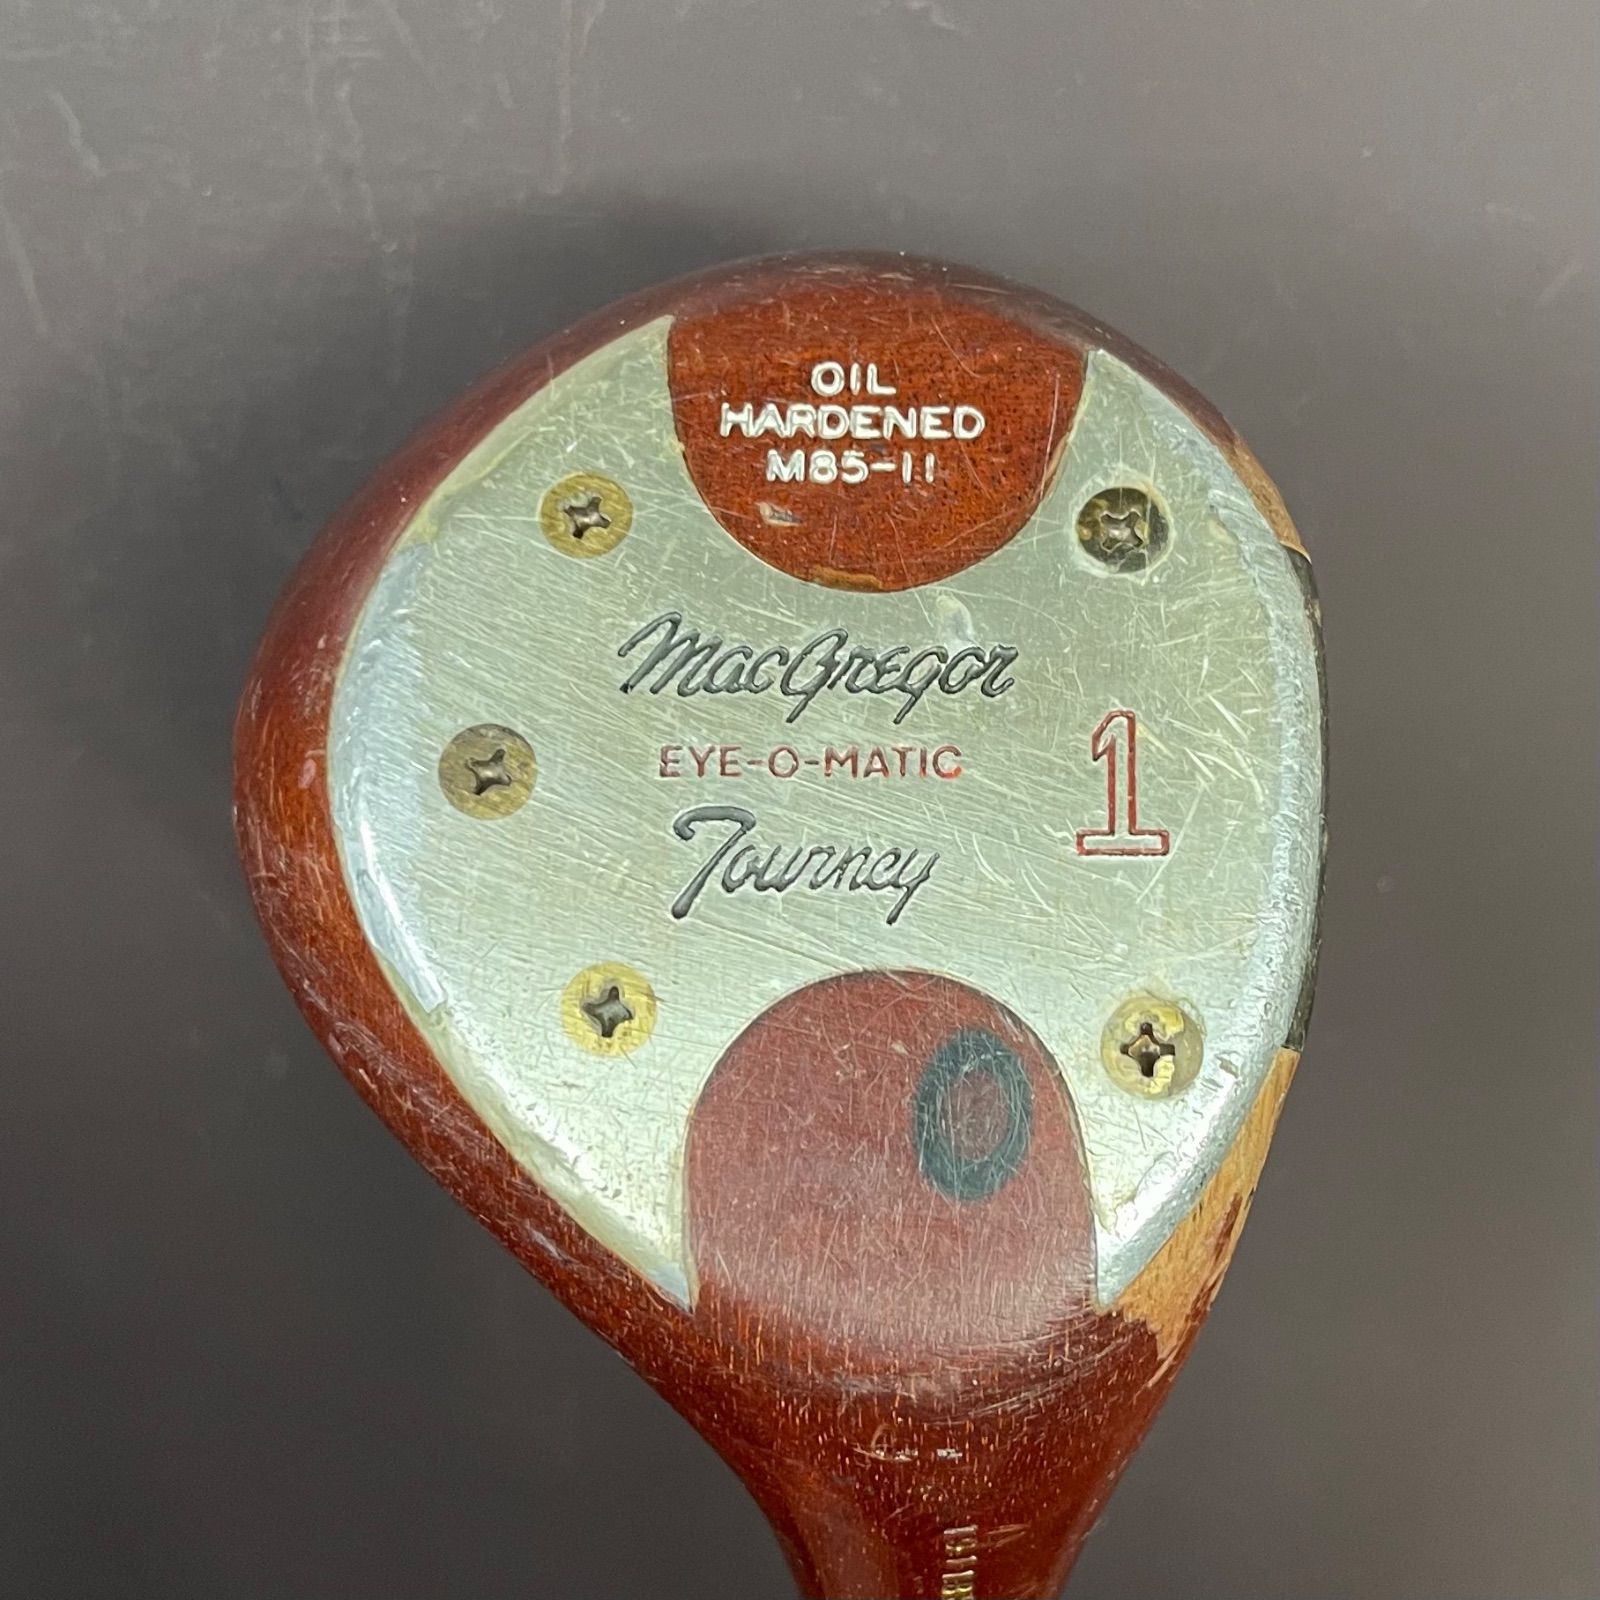 OIL
HARDENED
M85-11
MacGregor
EYE-O-MATIC
1
Tourney